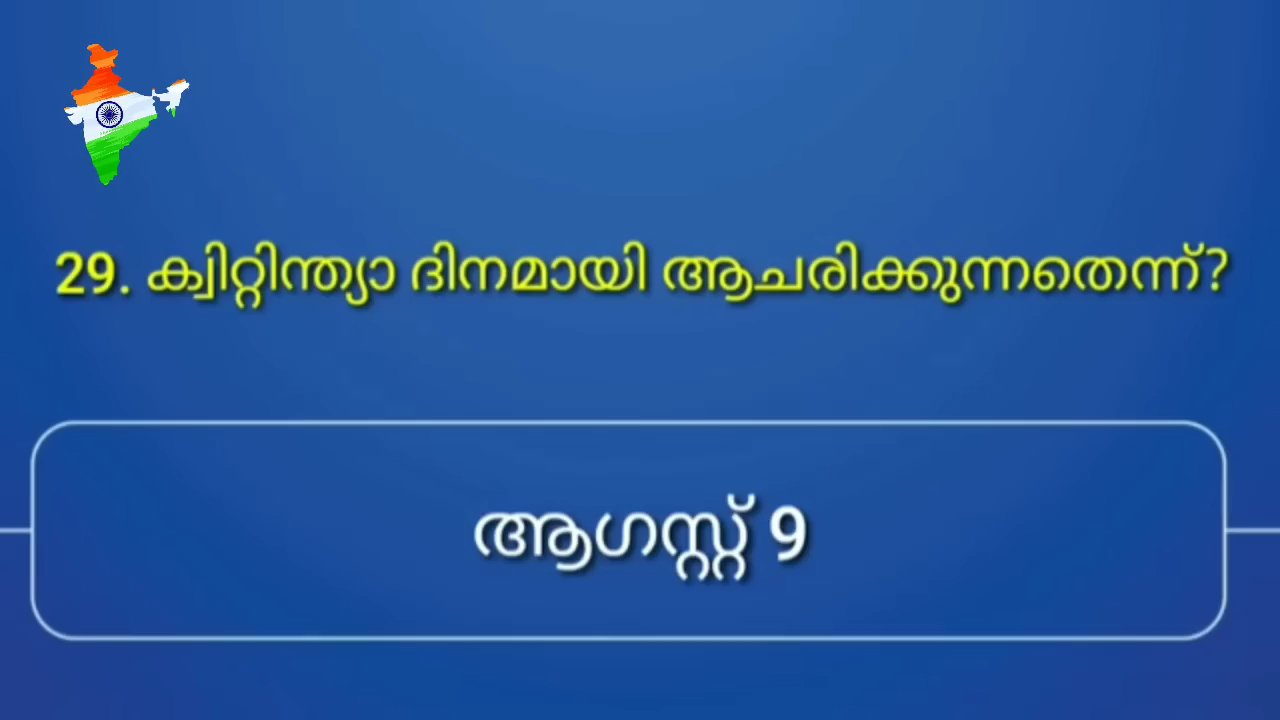 29. ക്വിറ്റിന്ത്യാ ദിനമായി ആചരിക്കുന്നതെന്ന്?
ആഗസ്റ്റ് 9